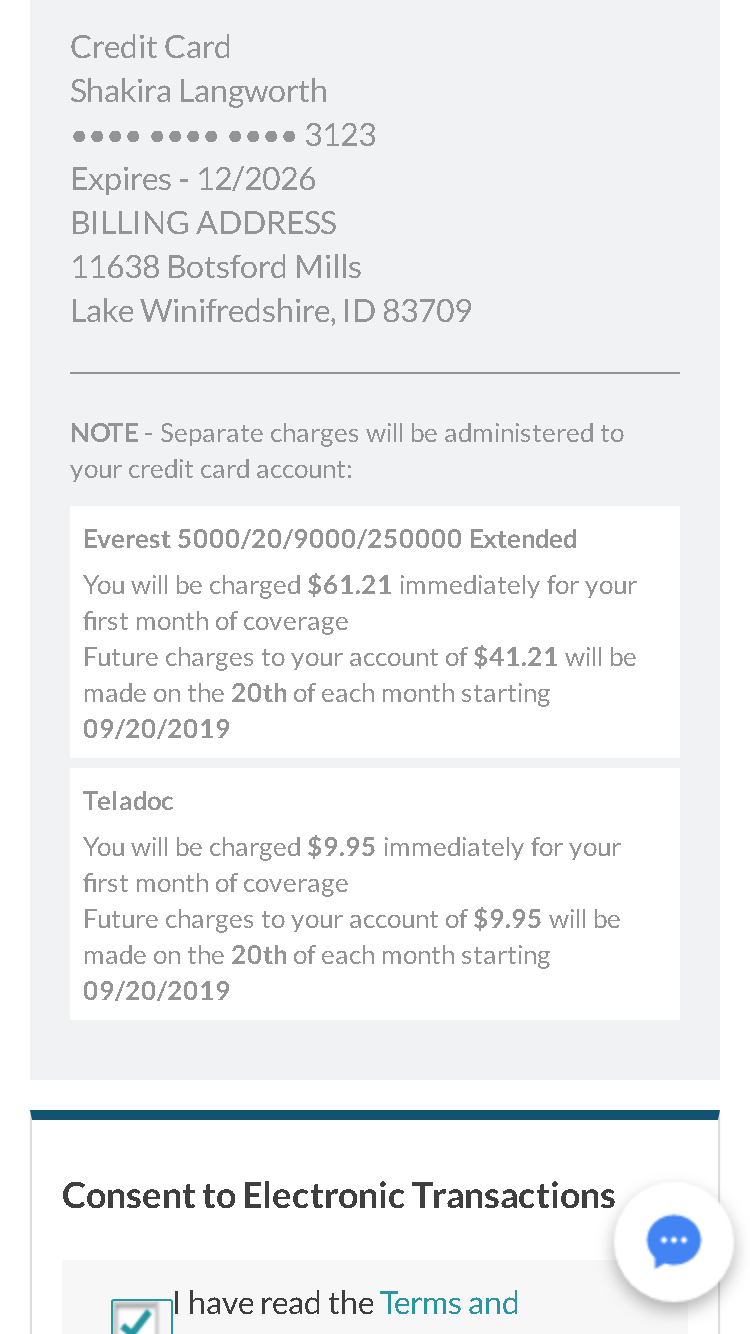 Credit Card
Shakira Langworth
•••• •••• •••• 3123
Expires - 12/2026
BILLING ADDRESS
11638 Botsford Mills
Lake Winifredshire, ID 83709
NOTE - Separate charges will be administered to
your credit card account:
Everest 5000/20/9000/250000 Extended
You will be charged $61.21 immediately for your
first month of coverage
Future charges to your account of $41.21 will be
made on the 20th of each month starting
09/20/2019
Teladoc
You will be charged $9.95 immediately for your
first month of coverage
Future charges to your account of $9.95 will be
made on the 20th of each month starting
09/20/2019
Consent to Electronic Transactions
I have read the Terms and